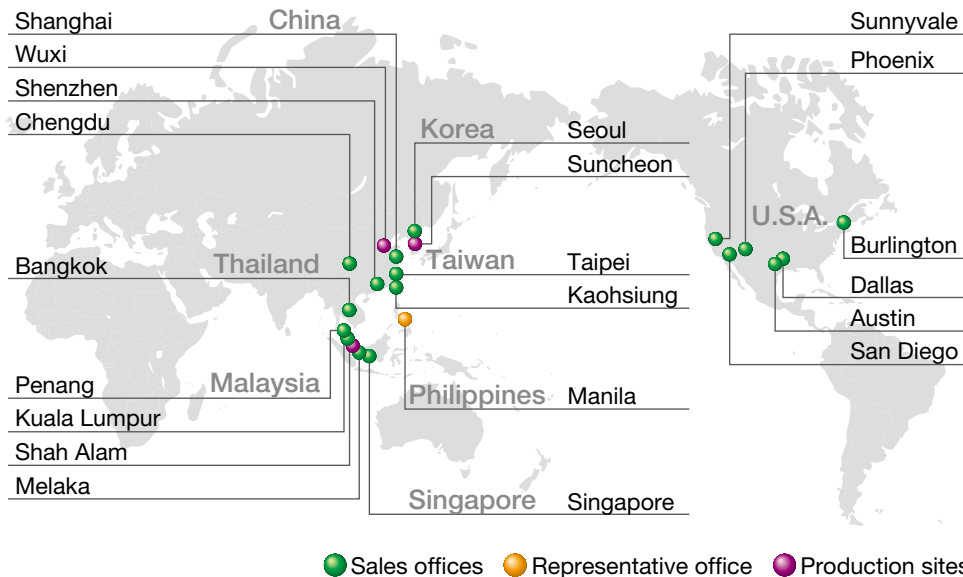 Shanghai
China
Wuxi
Shenzhen
Chengdu
Bangkok
Thailand
Penang
Malaysia
Kuala Lumpur
Shah Alam
Melaka
Korea
Seoul
Suncheon
Taiwan
Taipei
Kaohsiung
Philippines
Manila
Singapore
Singapore
Sunnyvale
Phoenix
U.S.A.
Burlington
Dallas
Austin
San Diego
Sales offices
Representative office
Production sites